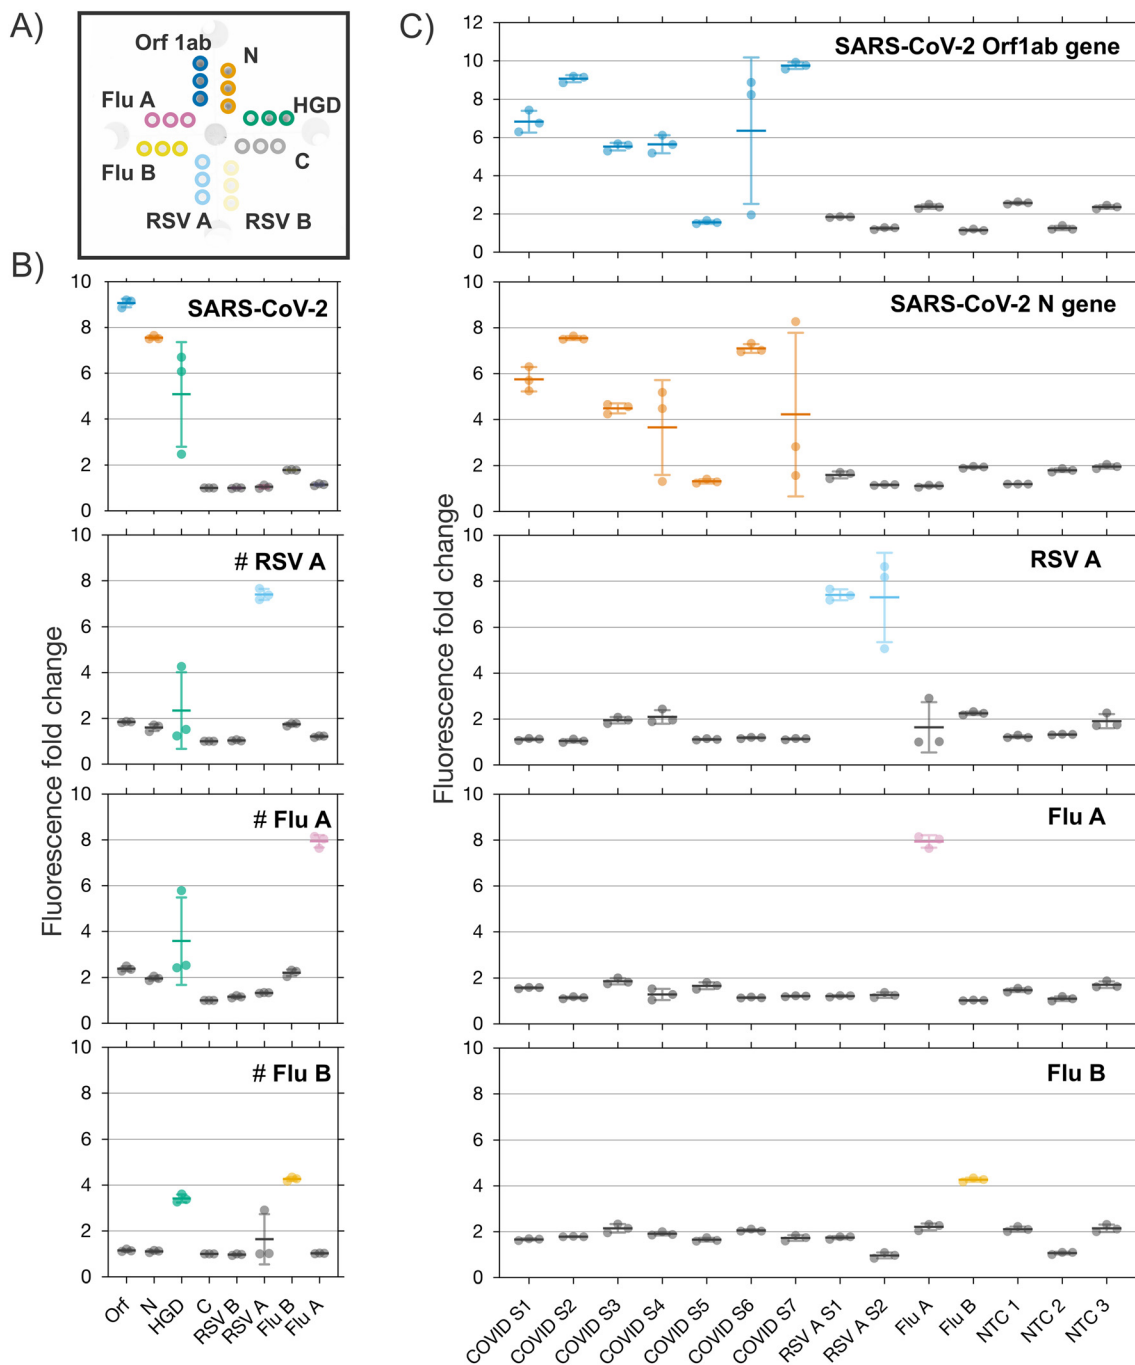 A)
Orf 1ab
N
Flu A
HGD
Flu B
C
RSV A
RSV B
B)
Fluorescence fold change
10
8
6
4
2
0
SARS-CoV-2
10
8
6
4
2
0
# RSV A
10
8
6
4
2
0
# Flu A
10
8
6
4
2
0
# Flu B
Orf
N
HGD
C
RSV B
RSV A
Flu B
Flu A
C)
Fluorescence fold change
12
10
8
6
4
2
0
SARS-CoV-2 Orf1ab gene
10
8
6
4
2
0
SARS-CoV-2 N gene
10
8
6
4
2
0
RSV A
10
8
6
4
2
0
Flu A
10
8
6
4
2
0
Flu B
COVID S1
COVID S2
COVID S3
COVID S4
COVID S5
COVID S6
COVID S7
RSV A S1
RSV A S2
Flu A
Flu B
NTC 1
NTC 2
NTC 3